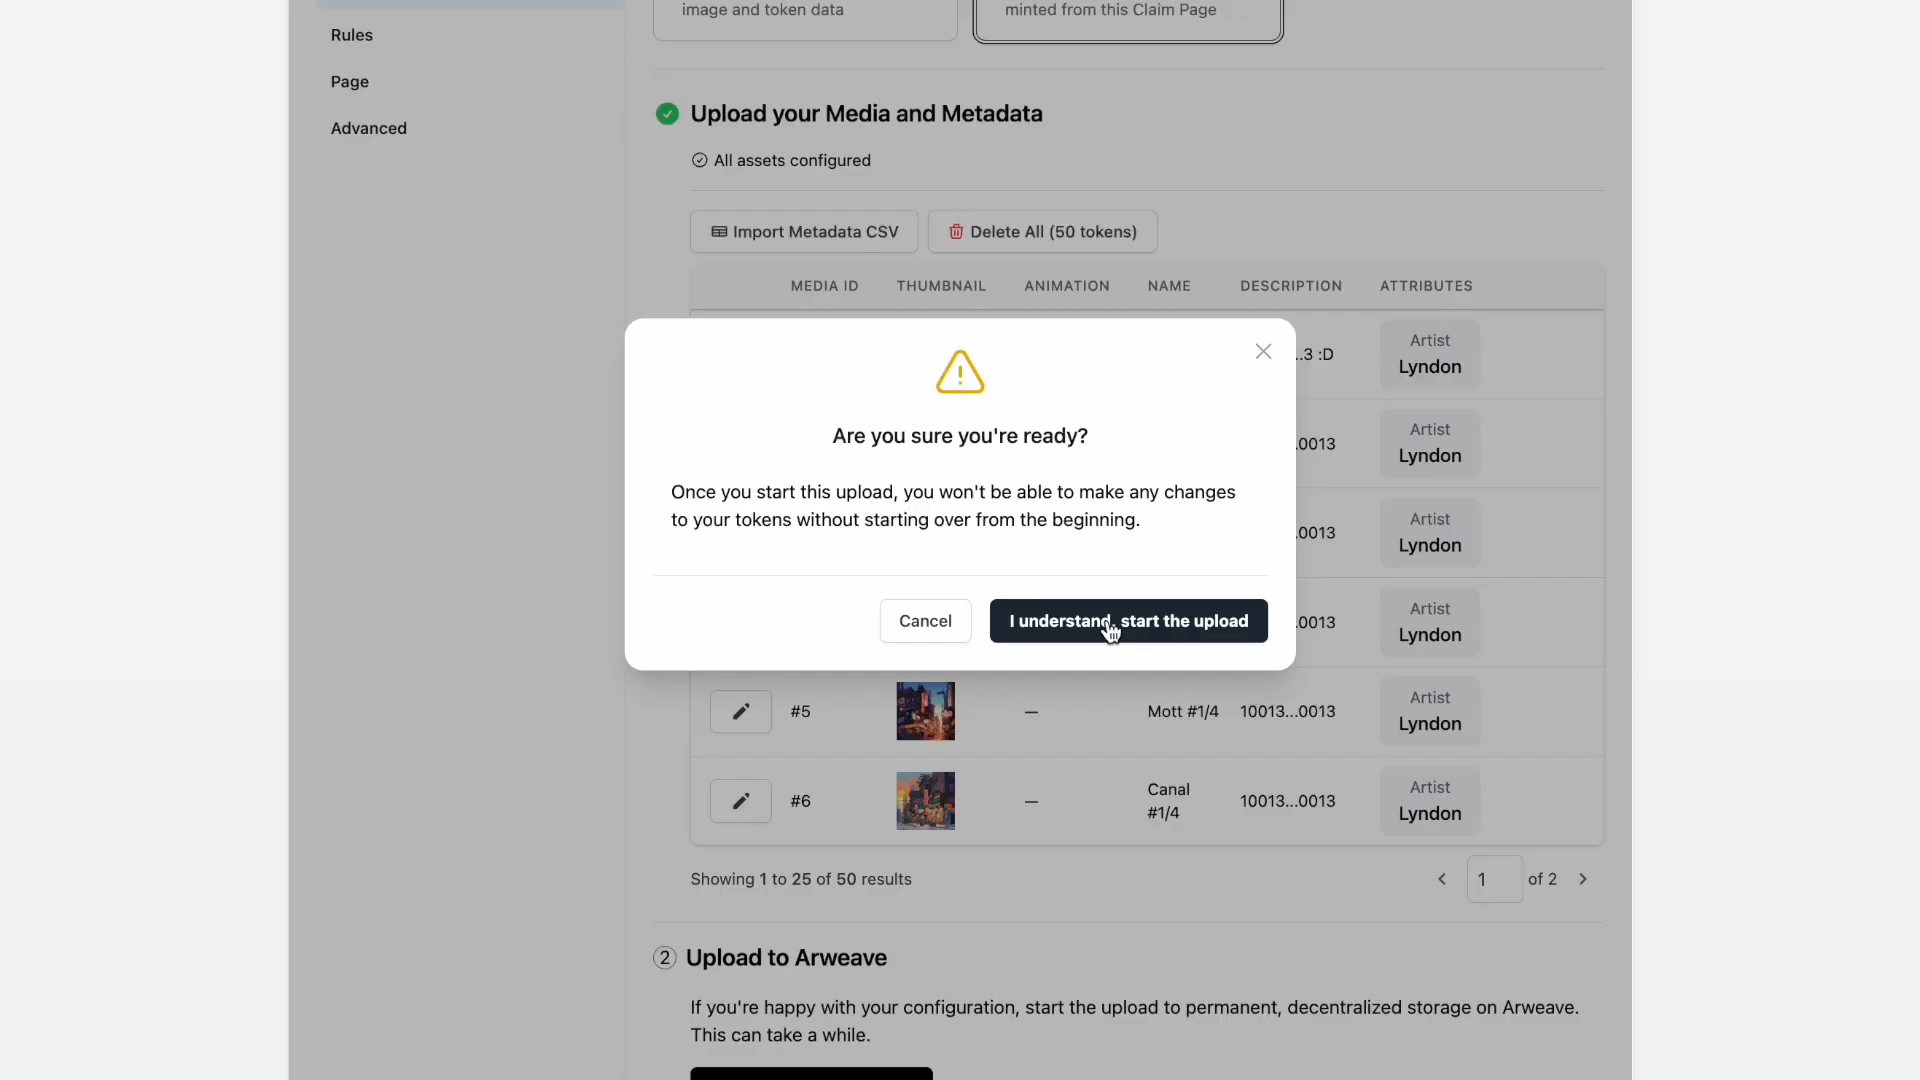 image and token data
minted from this Claim Page
Rules
Page
Advanced
Upload your Media and Metadata
All assets configured
Import Metadata CSV
Delete All (50 tokens)
MEDIA ID THUMBNAIL ANIMATION NAME DESCRIPTION ATTRIBUTES
...3 :D
Artist
Lyndon
.0013
Artist
Lyndon
.0013
Artist
Lyndon
.0013
Artist
Lyndon
Are you sure you're ready?
Once you start this upload, you won't be able to make any changes
to your tokens without starting over from the beginning.
Cancel
I understand, start the upload
#5 — Mott #1/4 10013...0013
Artist
Lyndon
#6 — Canal
#1/4
10013...0013
Artist
Lyndon
Showing 1 to 25 of 50 results
1 of 2
2 Upload to Arweave
If you're happy with your configuration, start the upload to permanent, decentralized storage on Arweave.
This can take a while.